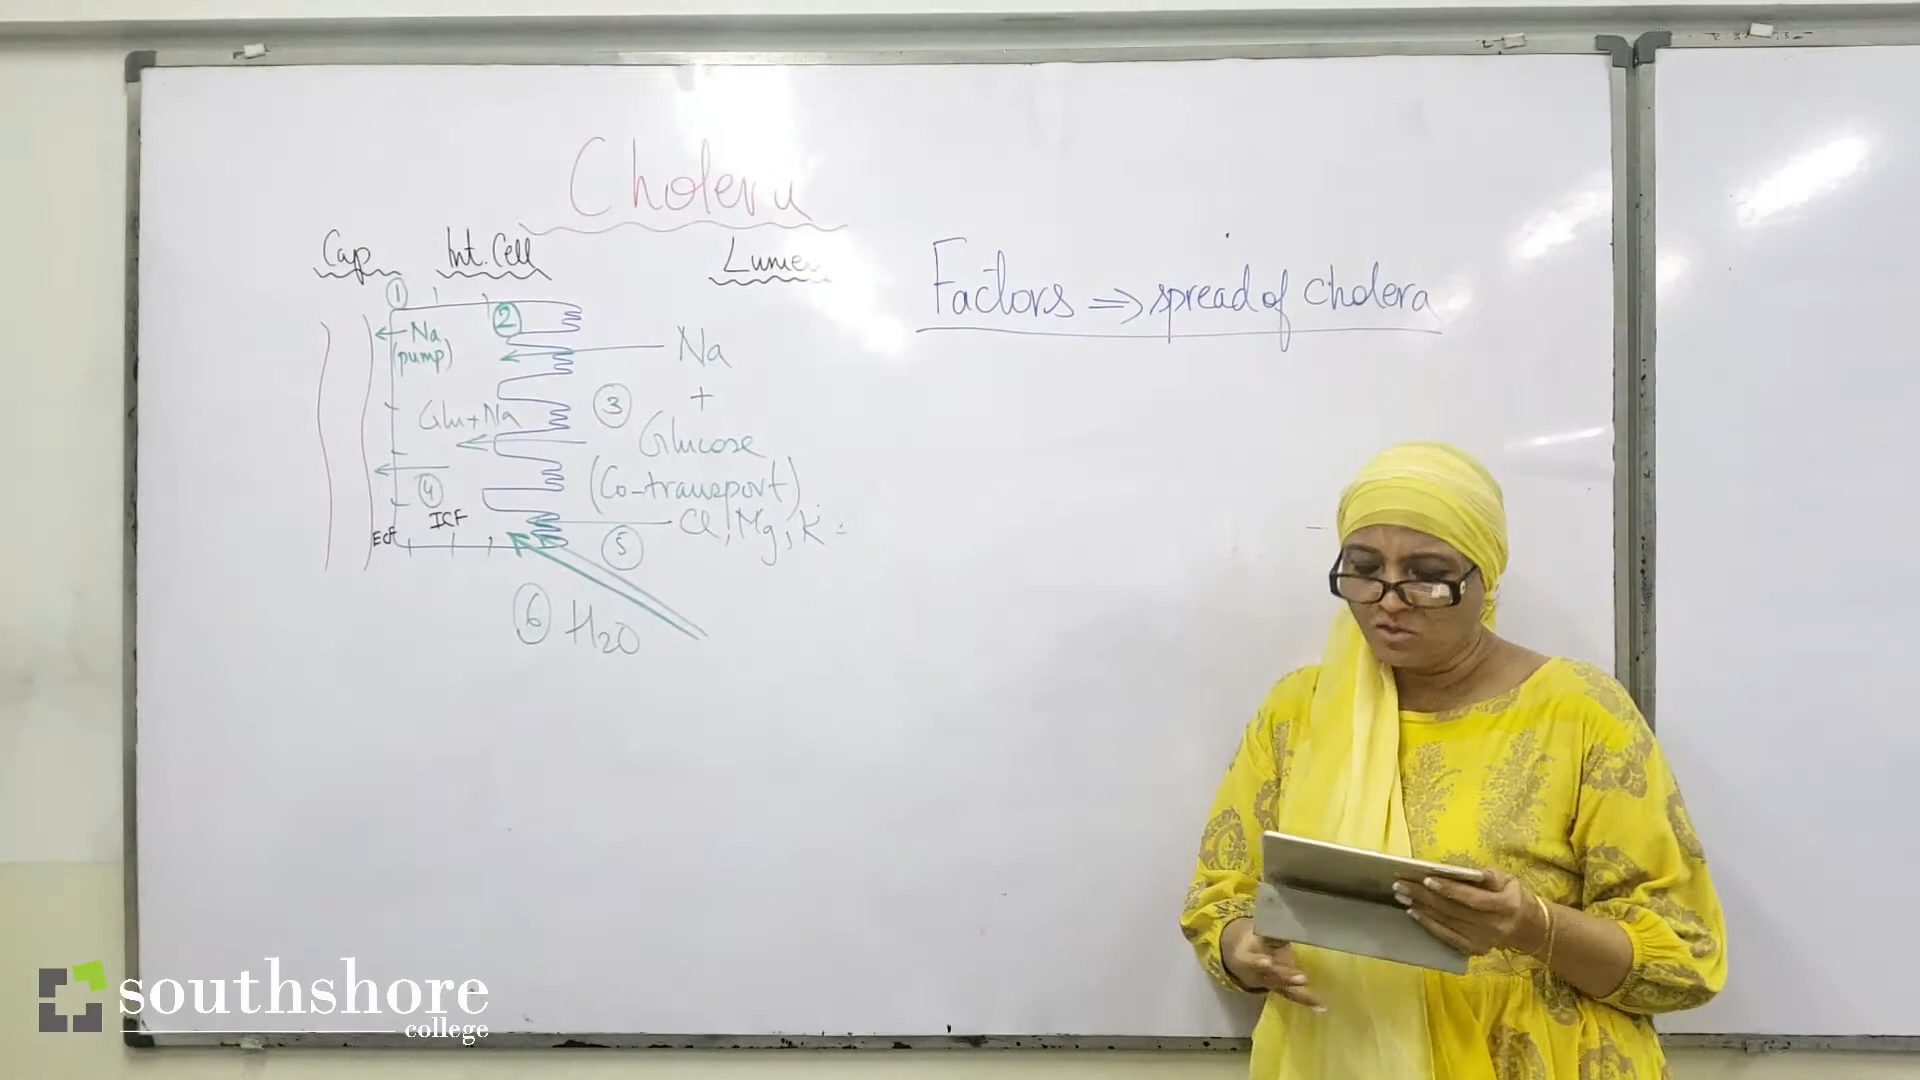 Cholera
Cap Int. Cell Lumen
Factors ⇒ spread of cholera
1
2
Na
(pump)
Na
+
3
Glu + Na
Glucose
(Co-transport)
4
ICF
Cl, Mg, K
Ecf
5
6 H2O
southshore
college